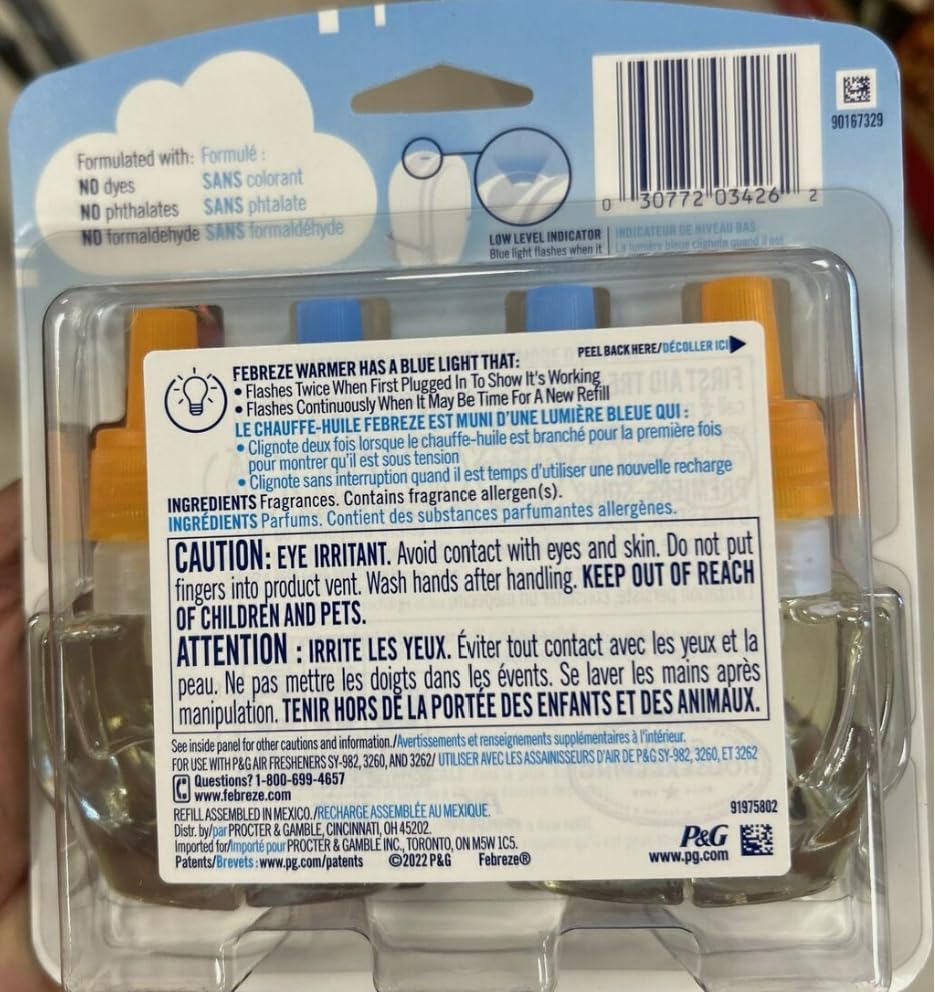 Formulated with: Formulé :
NO dyes SANS colorant
NO phthalates SANS phtalate
NO formaldehyde SANS formaldéhyde
LOW LEVEL INDICATOR INDICATEUR DE NIVEAU BAS
Blue light flashes when it La lumière bleue clignote quand il est
0 30772 03426 2
90167329
PEEL BACK HERE/DÉCOLLER ICI
FEBREZE WARMER HAS A BLUE LIGHT THAT:
• Flashes Twice When First Plugged In To Show It's Working
• Flashes Continuously When It May Be Time For A New Refill
LE CHAUFFE-HUILE FEBREZE EST MUNI D'UNE LUMIÈRE BLEUE QUI :
• Clignote deux fois lorsque le chauffe-huile est branché pour la première fois
pour montrer qu'il est sous tension
• Clignote sans interruption quand il est temps d'utiliser une nouvelle recharge
INGREDIENTS Fragrances. Contains fragrance allergen(s).
INGRÉDIENTS Parfums. Contient des substances parfumantes allergènes.
CAUTION: EYE IRRITANT. Avoid contact with eyes and skin. Do not put
fingers into product vent. Wash hands after handling. KEEP OUT OF REACH
OF CHILDREN AND PETS.
ATTENTION : IRRITE LES YEUX. Éviter tout contact avec les yeux et la
peau. Ne pas mettre les doigts dans les évents. Se laver les mains après
manipulation. TENIR HORS DE LA PORTÉE DES ENFANTS ET DES ANIMAUX.
See inside panel for other cautions and information./Avertissements et renseignements supplémentaires à l'intérieur.
FOR USE WITH P&G AIR FRESHENERS SY-982, 3260, AND 3262/ UTILISER AVEC LES ASSAINISSEURS D'AIR DE P&G SY-982, 3260, ET 3262
Questions? 1-800-699-4657
www.febreze.com
REFILL ASSEMBLED IN MEXICO./RECHARGE ASSEMBLÉE AU MEXIQUE.
Distr. by/par PROCTER & GAMBLE, CINCINNATI, OH 45202.
Imported for/Importé pour PROCTER & GAMBLE INC., TORONTO, ON M5W 1C5.
Patents/Brevets : www.pg.com/patents ©2022 P&G Febreze®
91975802
P&G
www.pg.com